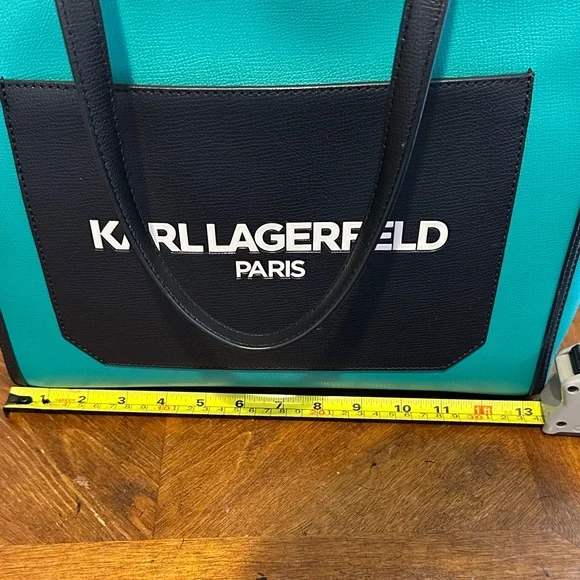 KARL LAGERFELD
PARIS
2 3 4 5 6 7 8 9 10 11 12 13